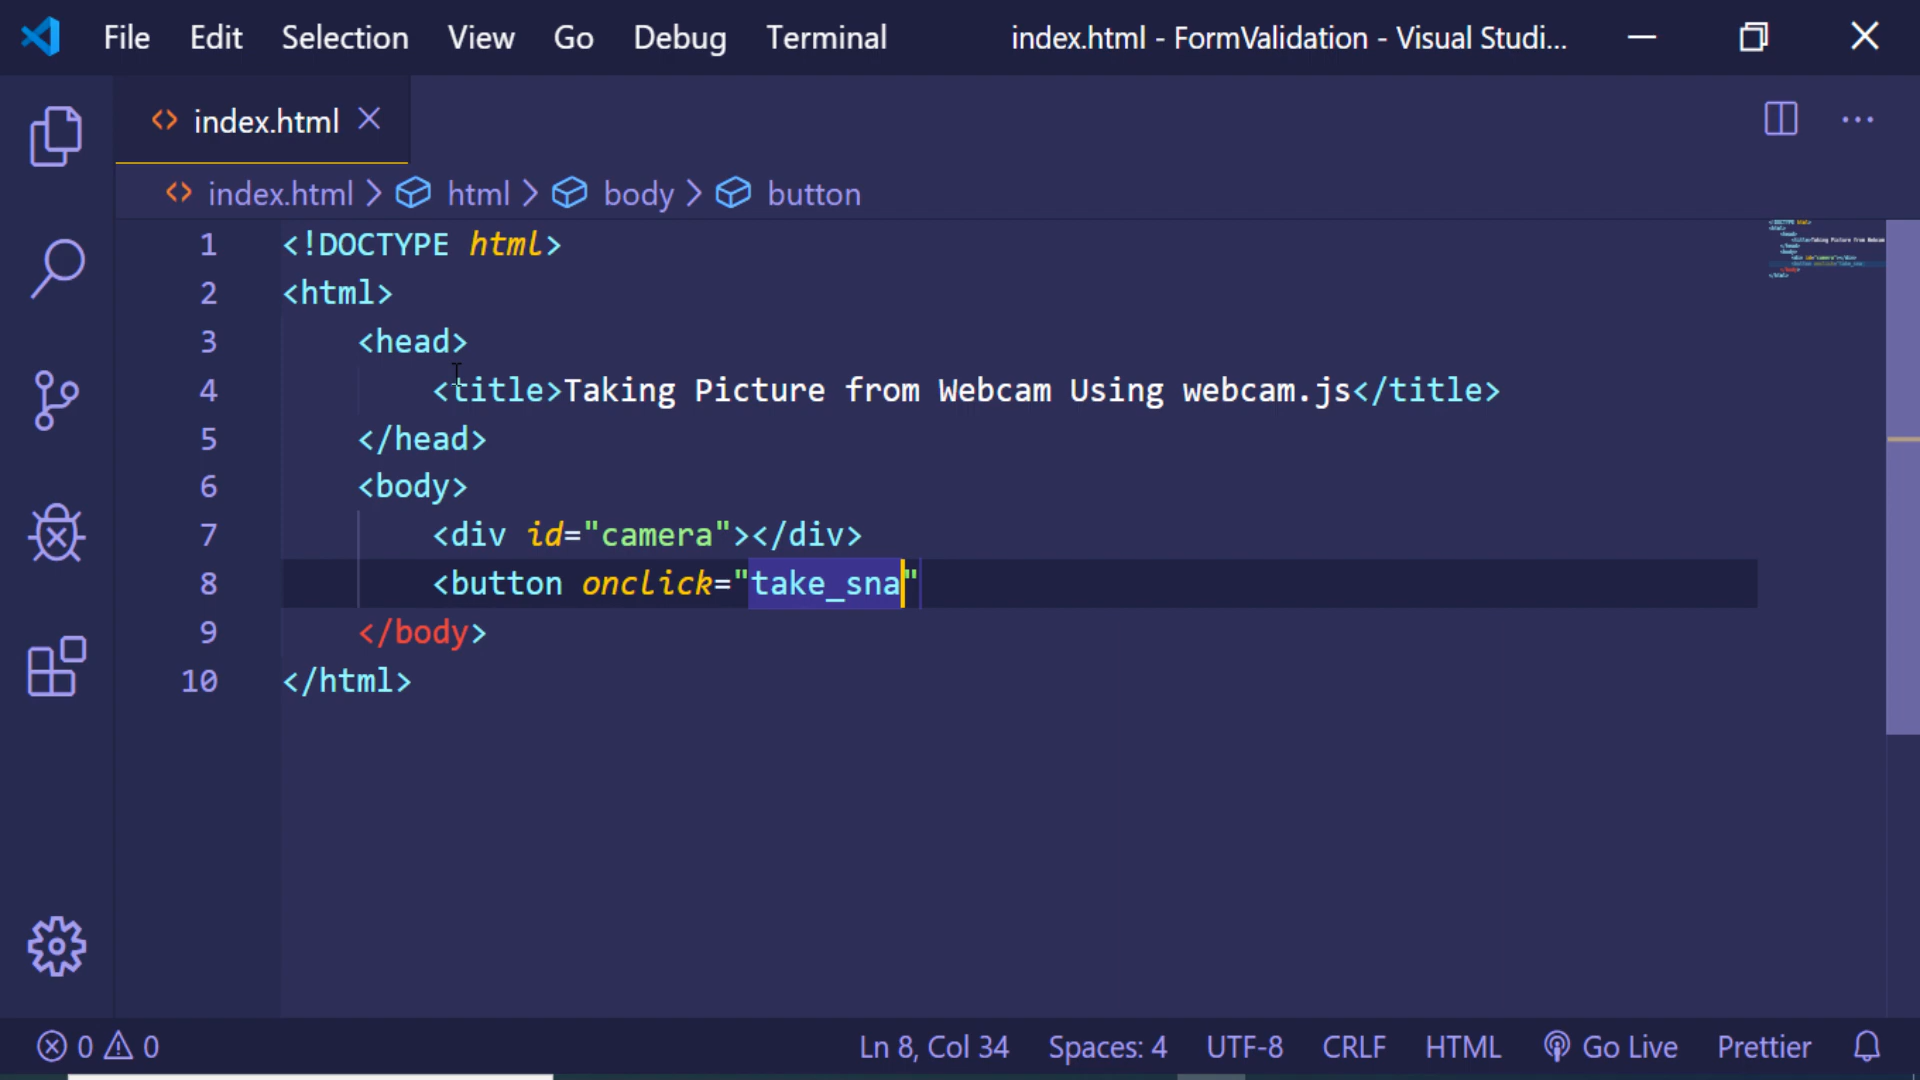 File Edit Selection View Go Debug Terminal index.html - FormValidation - Visual Studi...
index.html
index.html > html > body > button
1 <!DOCTYPE html>
2 <html>
3 <head>
4 <title>Taking Picture from Webcam Using webcam.js</title>
5 </head>
6 <body>
7 <div id="camera"></div>
8 <button onclick="take_sna"
9 </body>
10 </html>
0 0 Ln 8, Col 34 Spaces: 4 UTF-8 CRLF HTML Go Live Prettier